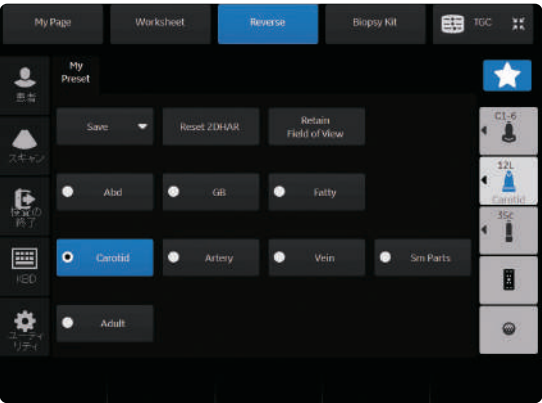 My Page
Worksheet
Reverse
Biopsy Kit
TGC
My
Preset
患者
スキャン
検査の
終了
KBD
ユーティ
リティ
Save
Reset 2DHAR
Retain
Field of View
Abd
GB
Fatty
Carotid
Artery
Vein
Sm Parts
Adult
C1-6
12L
Carotid
3SC